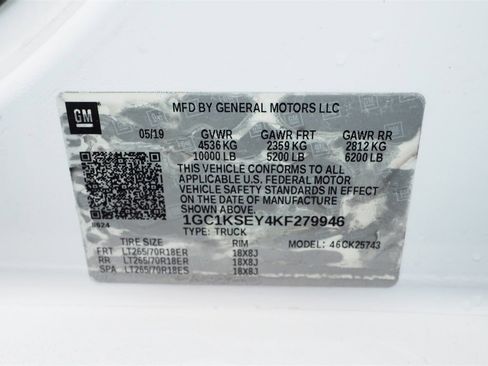 GM
MFD BY GENERAL MOTORS LLC
05/19 GVWR GAWR FRT GAWR RR
4536 KG 2359 KG 2812 KG
10000 LB 5200 LB 6200 LB
THIS VEHICLE CONFORMS TO ALL
APPLICABLE U.S. FEDERAL MOTOR
VEHICLE SAFETY STANDARDS IN EFFECT
ON THE DATE OF MANUFACTURE
SHOWN ABOVE.
1GC1KSEY4KF279946
TYPE: TRUCK
TIRE SIZE RIM MODEL: 46CK25743
FRT LT265/70R18ER 18X8J
RR LT265/70R18ER 18X8J
SPA LT265/70R18ES 18X8J